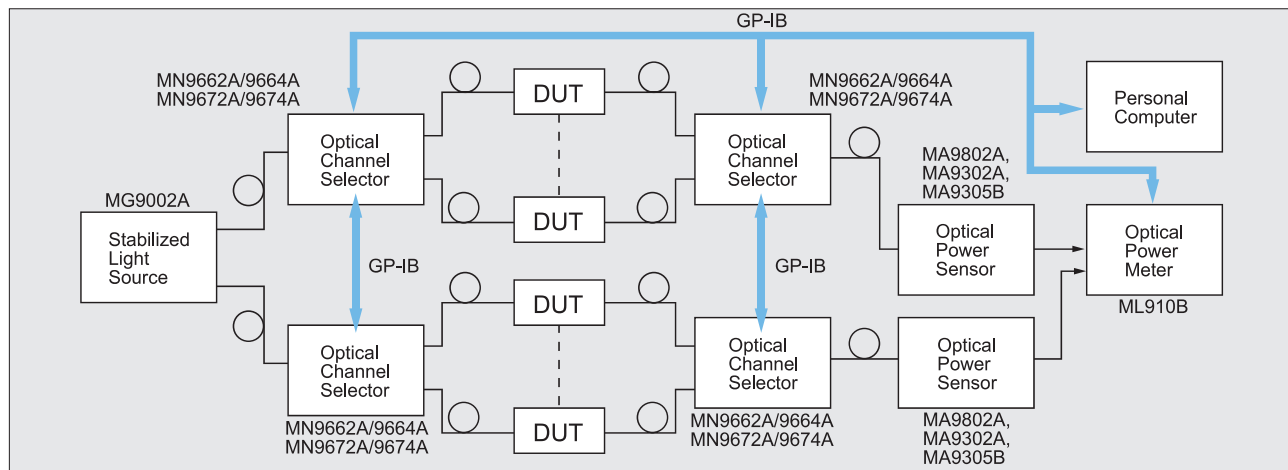 GP-IB
MN9662A/9664A
MN9672A/9674A
DUT
MN9662A/9664A
MN9672A/9674A
Personal
Computer
Optical
Channel
Selector
Optical
Channel
Selector
MA9802A,
MA9302A,
MA9305B
MG9002A
DUT
Stabilized
Light
Source
Optical
Power
Sensor
Optical
Power
Meter
GP-IB
GP-IB
ML910B
DUT
Optical
Channel
Selector
Optical
Channel
Selector
Optical
Power
Sensor
MN9662A/9664A
MN9672A/9674A
DUT
MN9662A/9664A
MN9672A/9674A
MA9802A,
MA9302A,
MA9305B